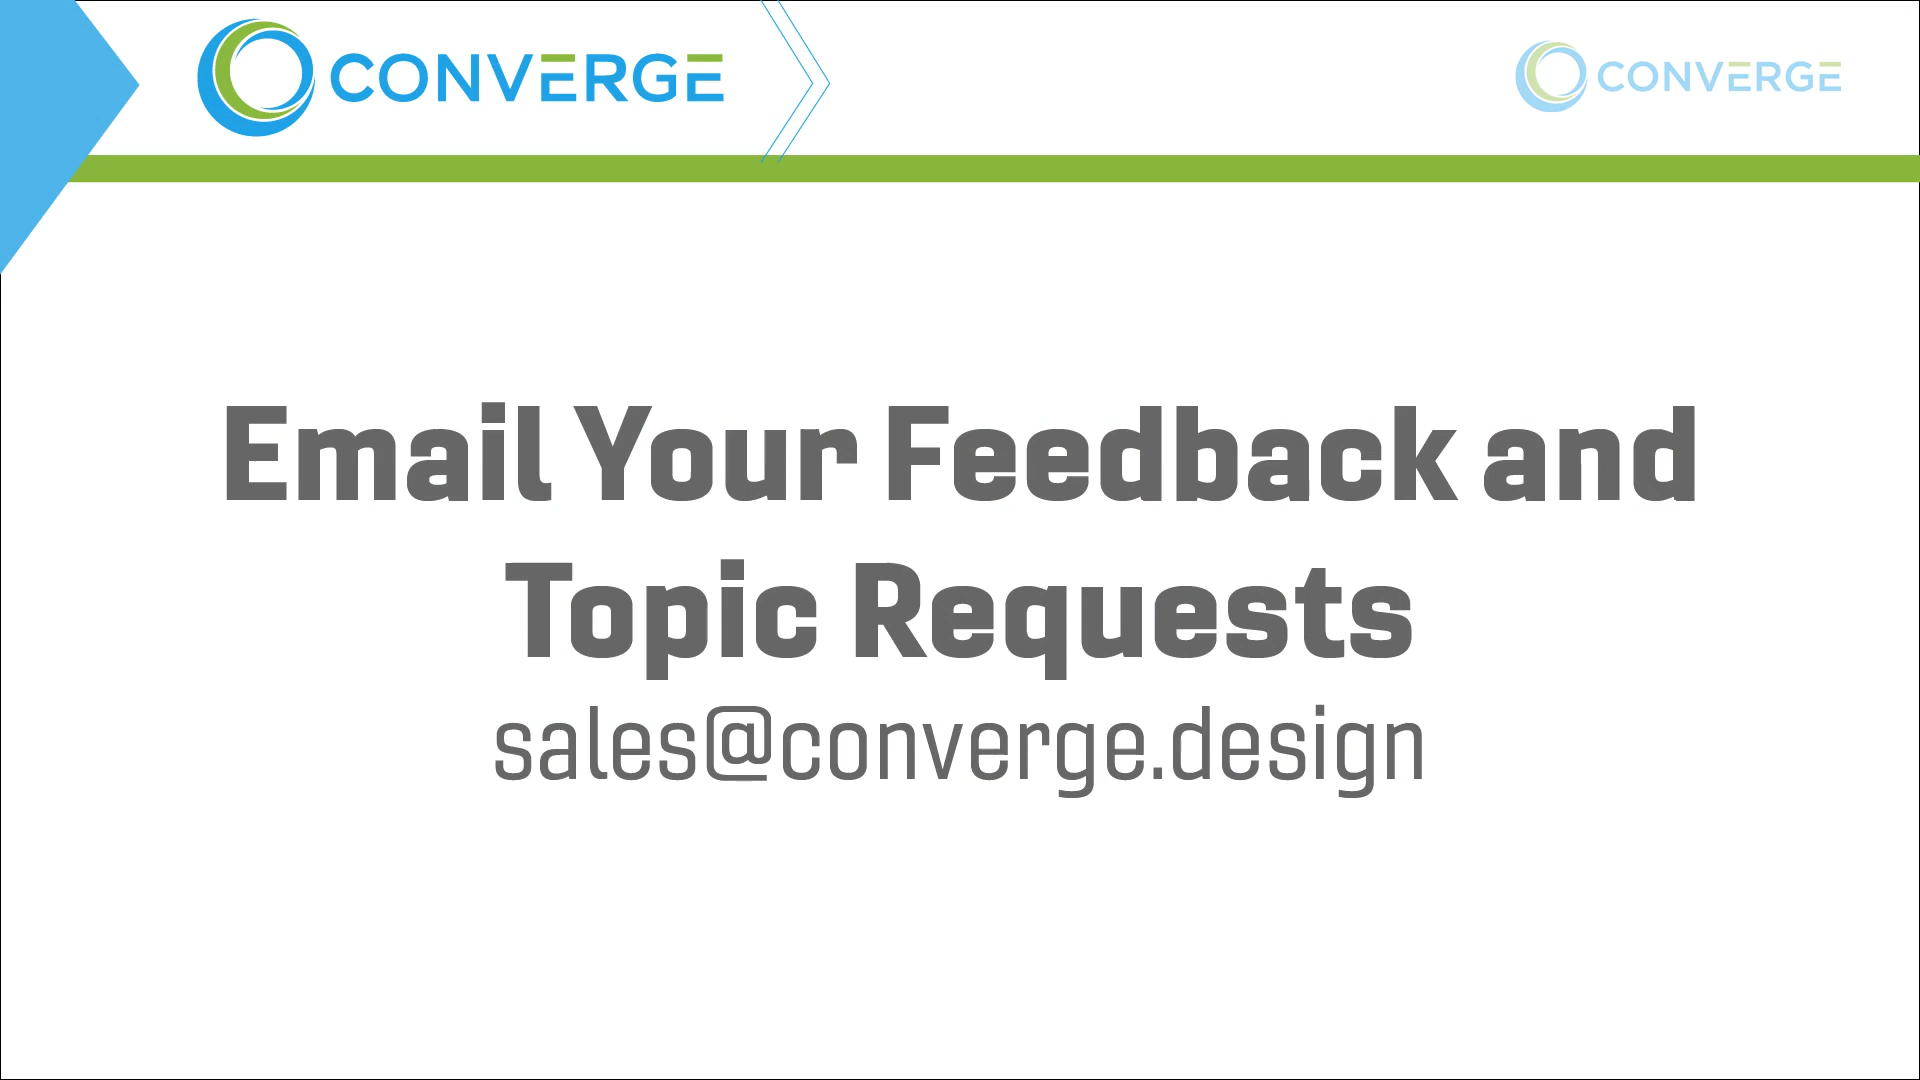 CONVERGE
CONVERGE
Email Your Feedback and
Topic Requests
sales@converge.design